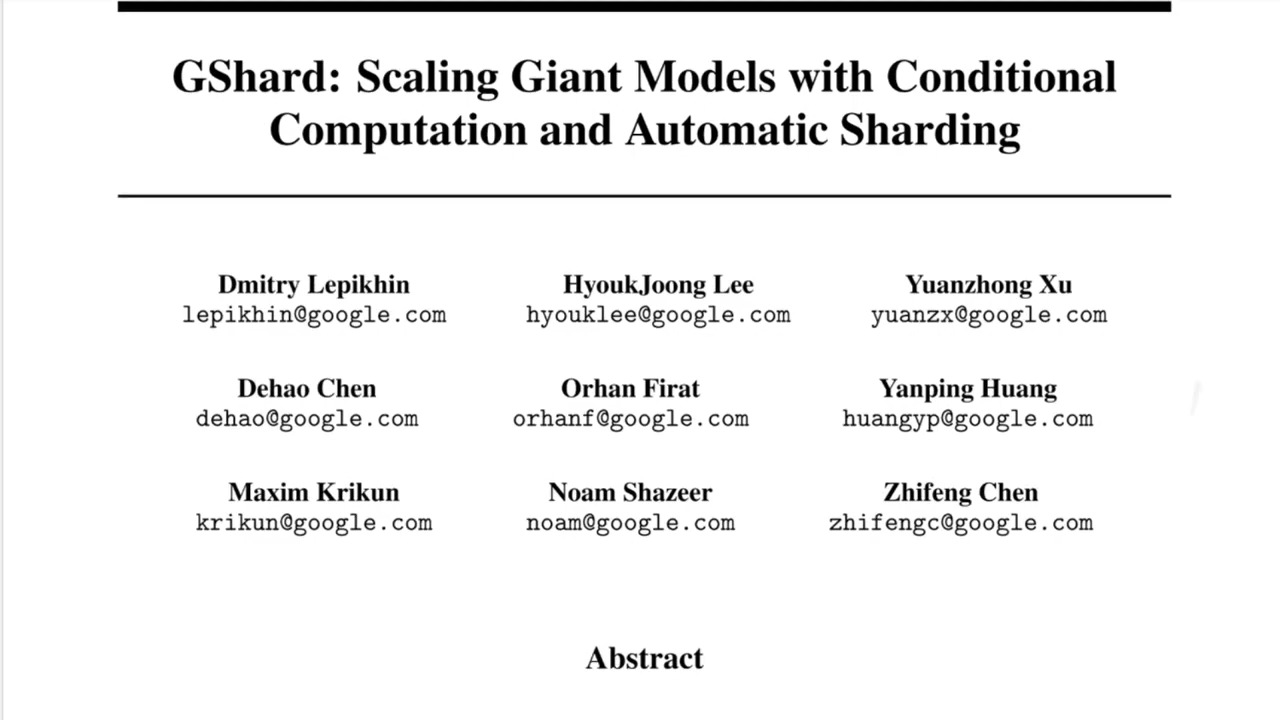 GShard: Scaling Giant Models with Conditional
Computation and Automatic Sharding
Dmitry Lepikhin HyoukJoong Lee Yuanzhong Xu
lepikhin@google.com hyouklee@google.com yuanzx@google.com
Dehao Chen Orhan Firat Yanping Huang
dehao@google.com orhanf@google.com huangyp@google.com
Maxim Krikun Noam Shazeer Zhifeng Chen
krikun@google.com noam@google.com zhifengc@google.com
Abstract